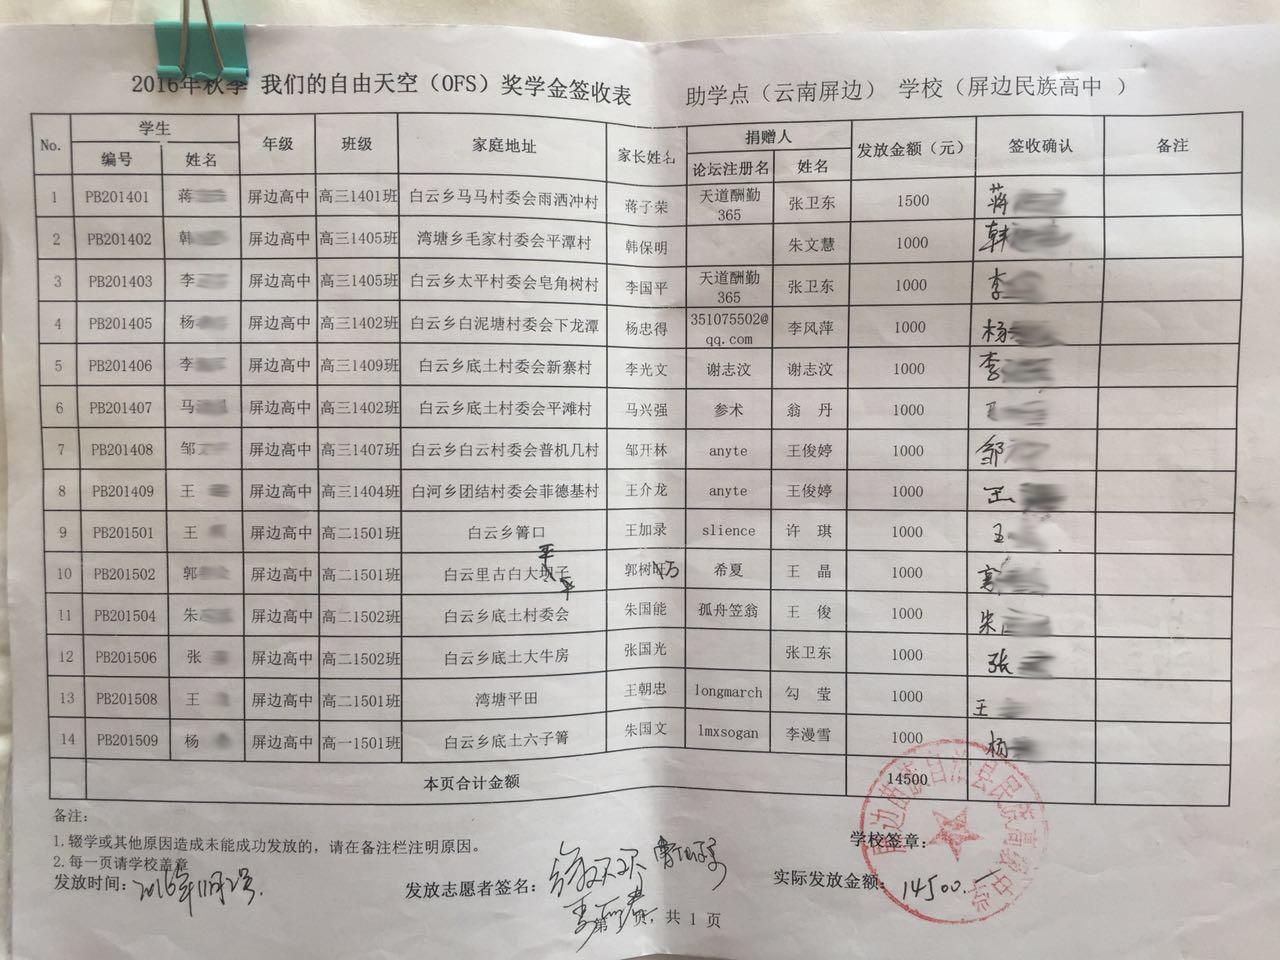 2016年秋季 我们的自由天空（OFS）奖学金签收表 助学点（云南屏边） 学校（屏边民族高中 ）
No. 学生 年级 班级 家庭地址 家长姓名 捐赠人 发放金额（元） 签收确认 备注
编号 姓名 论坛注册名 姓名
1 PB201401 蒋 屏边高中 高三1401班 白云乡马马村委会雨洒冲村 蒋子荣 天道酬勤365 张卫东 1500 蒋
2 PB201402 韩 屏边高中 高三1405班 湾塘乡毛家村委会平潭村 韩保明 朱文慧 1000 韩
3 PB201403 李 屏边高中 高三1405班 白云乡太平村委会皂角树村 李国平 天道酬勤365 张卫东 1000 李
4 PB201405 杨 屏边高中 高三1402班 白云乡白泥塘村委会下龙潭 杨忠得 351075502@qq.com 李风萍 1000 杨
5 PB201406 李 屏边高中 高三1409班 白云乡底土村委会新寨村 李光文 谢志汶 谢志汶 1000 李
6 PB201407 马 屏边高中 高三1402班 白云乡底土村委会平滩村 马兴强 参术 翁 丹 1000
7 PB201408 邹 屏边高中 高三1407班 白云乡白云村委会普机几村 邹开林 anyte 王俊婷 1000 邹
8 PB201409 王 屏边高中 高三1404班 白河乡团结村委会菲德基村 王介龙 anyte 王俊婷 1000 王
9 PB201501 王 屏边高中 高二1501班 白云乡箐口 王加录 slience 许 琪 1000 王
10 PB201502 郭 屏边高中 高二1501班 白云里古白大坝子 平 郭树 万 希夏 王 晶 1000 郭
11 PB201504 朱 屏边高中 高二1502班 白云乡底土村委会 朱国能 孤舟笠翁 王 俊 1000 朱
12 PB201506 张 屏边高中 高二1502班 白云乡底土大牛房 张国光 张卫东 1000 张
13 PB201508 王 屏边高中 高二1501班 湾塘平田 王朝忠 longmarch 勾 莹 1000 王
14 PB201509 杨 屏边高中 高一1501班 白云乡底土六子箐 朱国文 lmxsogan 李漫雪 1000 杨
本页合计金额 14500
备注：
1.辍学或其他原因造成未能成功发放的，请在备注栏注明原因。
2.每一页请学校盖章
学校签章：
屏边苗族自治县民族高级中学
发放时间：2016年11月2号. 发放志愿者签名： 实际发放金额：14500.—
第 页，共 1 页